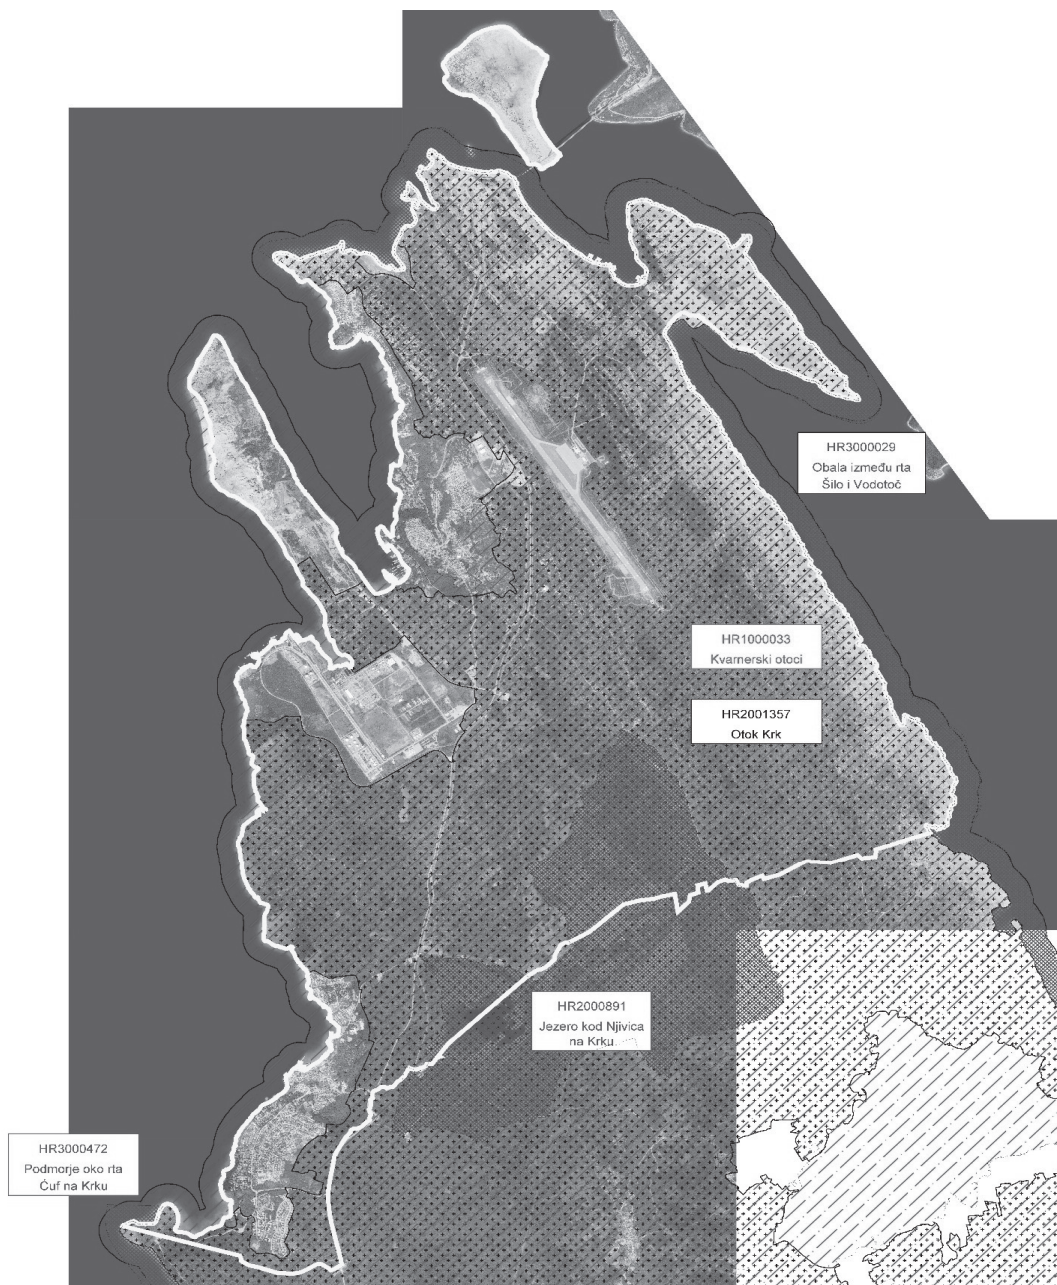 HR3000029
Obala između rta
Šilo i Vodotoč
HR1000033
Kvarnerski otoci
HR2001357
Otok Krk
HR2000891
Jezero kod Njivica
na Krku
HR3000472
Podmorje oko rta
Ćuf na Krku